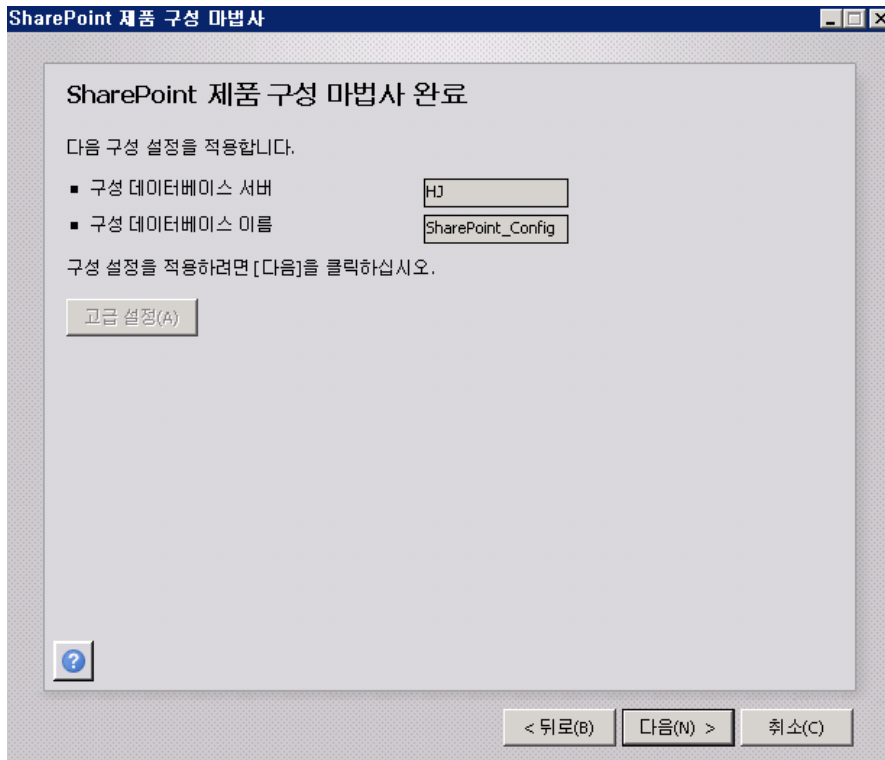 SharePoint 제품 구성 마법사
SharePoint 제품 구성 마법사 완료
다음 구성 설정을 적용합니다.
▪ 구성 데이터베이스 서버 HJ
▪ 구성 데이터베이스 이름 SharePoint_Config
구성 설정을 적용하려면 [다음]을 클릭하십시오.
고급 설정(A)
< 뒤로(B) 다음(N) > 취소(C)